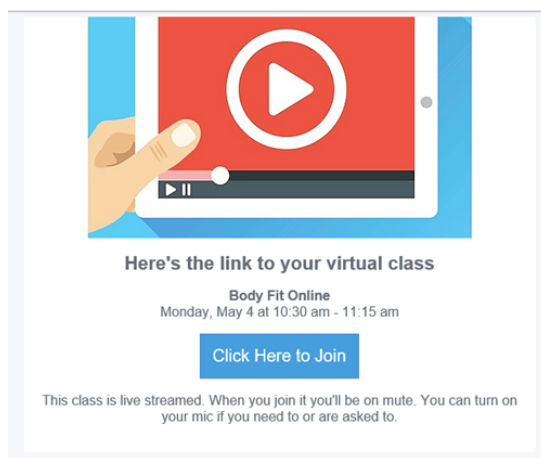 Here's the link to your virtual class
Body Fit Online
Monday, May 4 at 10:30 am - 11:15 am
Click Here to Join
This class is live streamed. When you join it you'll be on mute. You can turn on
your mic if you need to or are asked to.